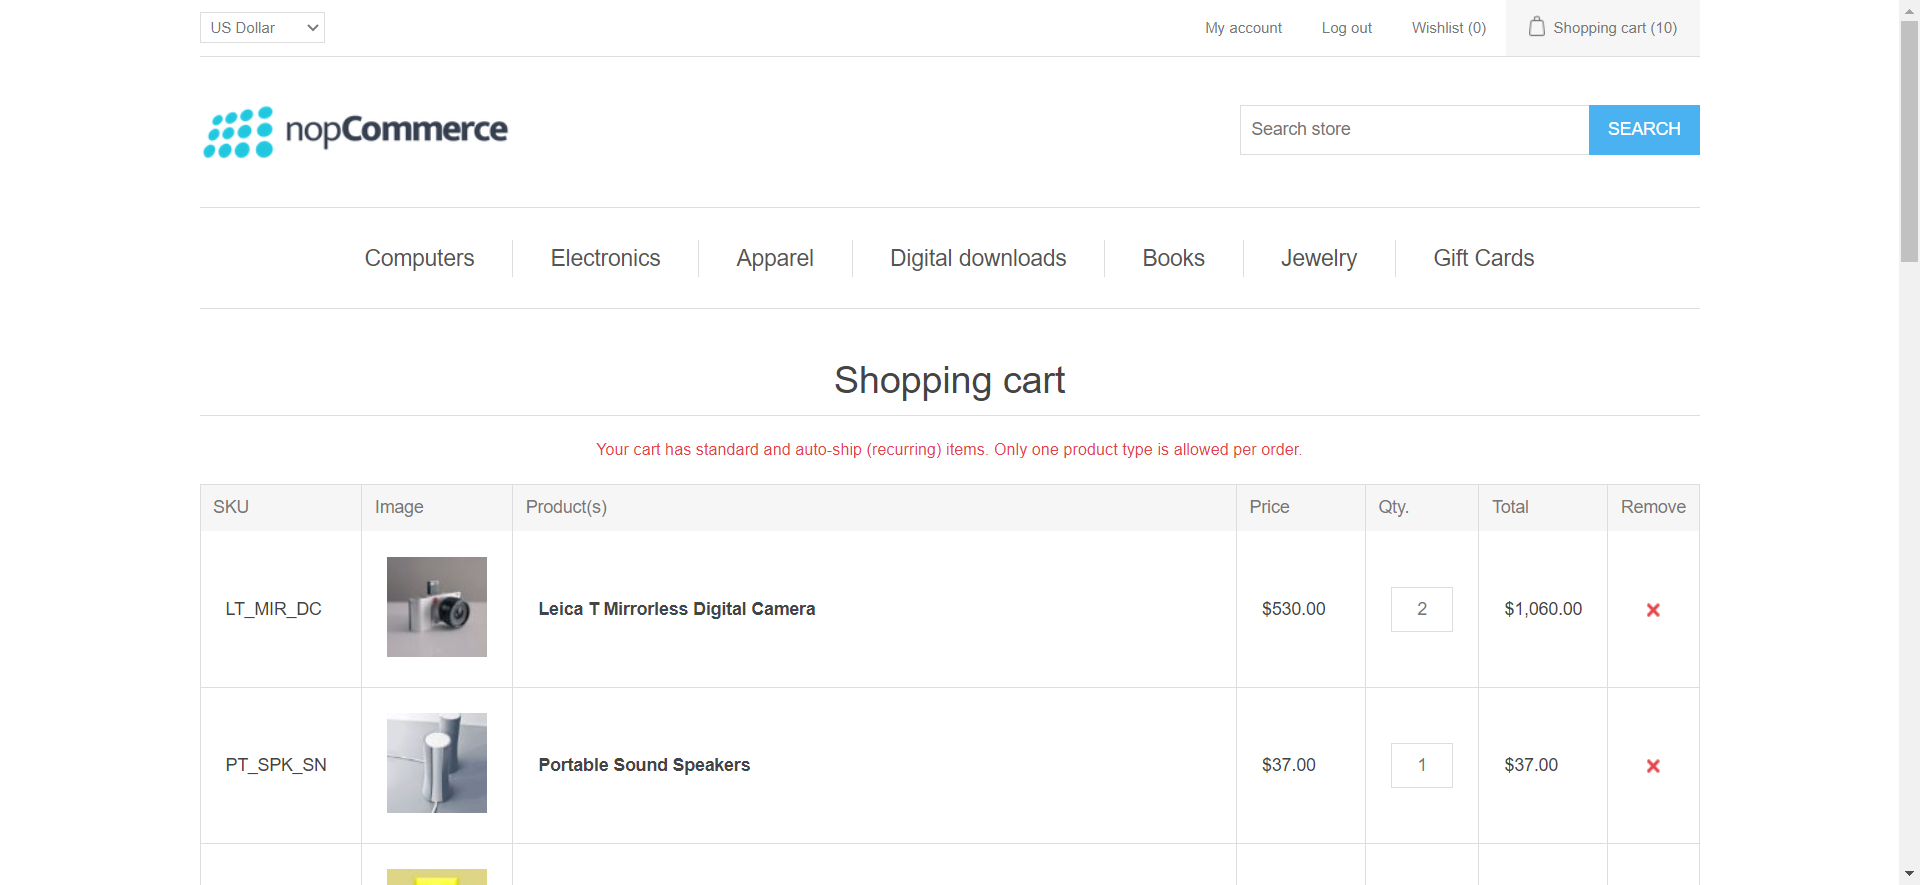 US Dollar
My account
Log out
Wishlist (0)
Shopping cart (10)
nopCommerce
Search store
SEARCH
Computers
Electronics
Apparel
Digital downloads
Books
Jewelry
Gift Cards
Shopping cart
Your cart has standard and auto-ship (recurring) items. Only one product type is allowed per order.
SKU Image Product(s) Price Qty. Total Remove
LT_MIR_DC Leica T Mirrorless Digital Camera $530.00 2 $1,060.00
PT_SPK_SN Portable Sound Speakers $37.00 1 $37.00